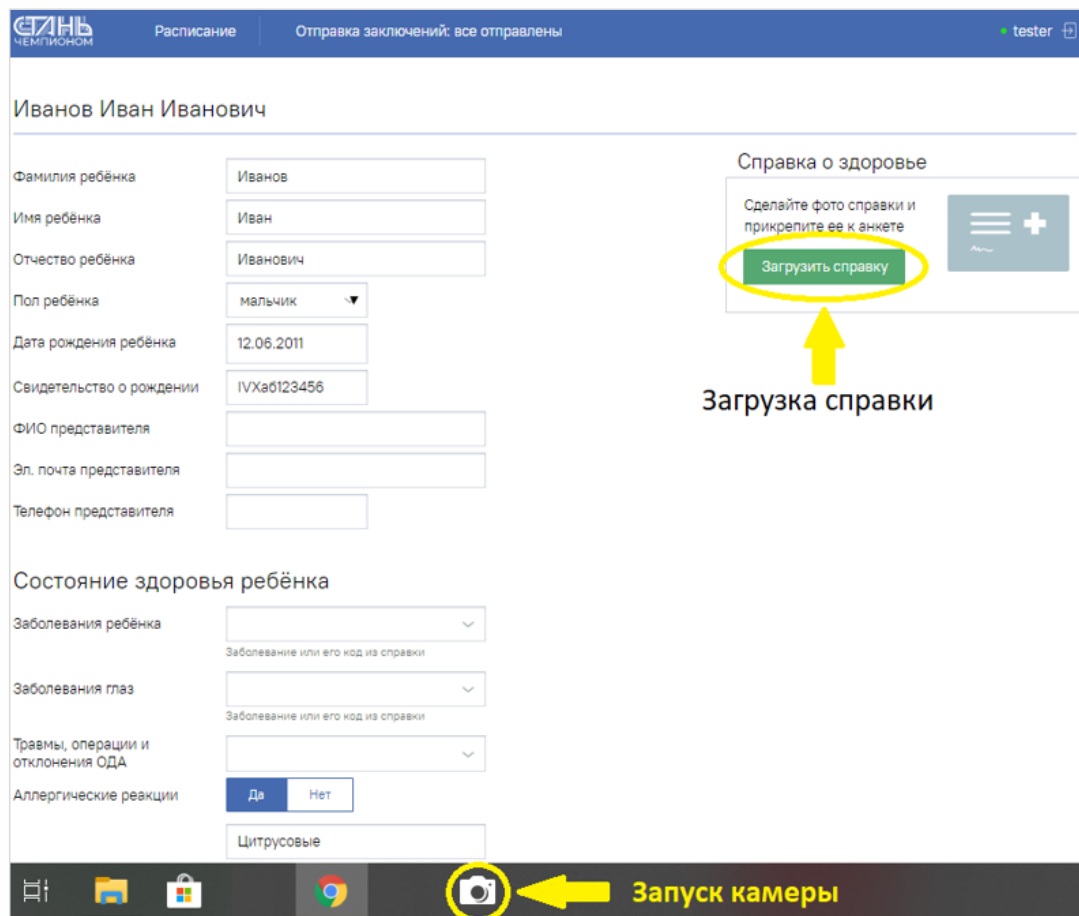 СТАНЬ
ЧЕМПИОНОМ
Расписание
Отправка заключений: все отправлены
tester
Иванов Иван Иванович
Фамилия ребёнка
Иванов
Имя ребёнка
Иван
Отчество ребёнка
Иванович
Пол ребёнка
мальчик
Дата рождения ребёнка
12.06.2011
Свидетельство о рождении
IVXаб123456
ФИО представителя
Эл. почта представителя
Телефон представителя
Справка о здоровье
Сделайте фото справки и
прикрепите ее к анкете
Загрузить справку
Загрузка справки
Состояние здоровья ребёнка
Заболевания ребёнка
Заболевание или его код из справки
Заболевания глаз
Заболевание или его код из справки
Травмы, операции и
отклонения ОДА
Аллергические реакции
Да
Нет
Цитрусовые
Запуск камеры